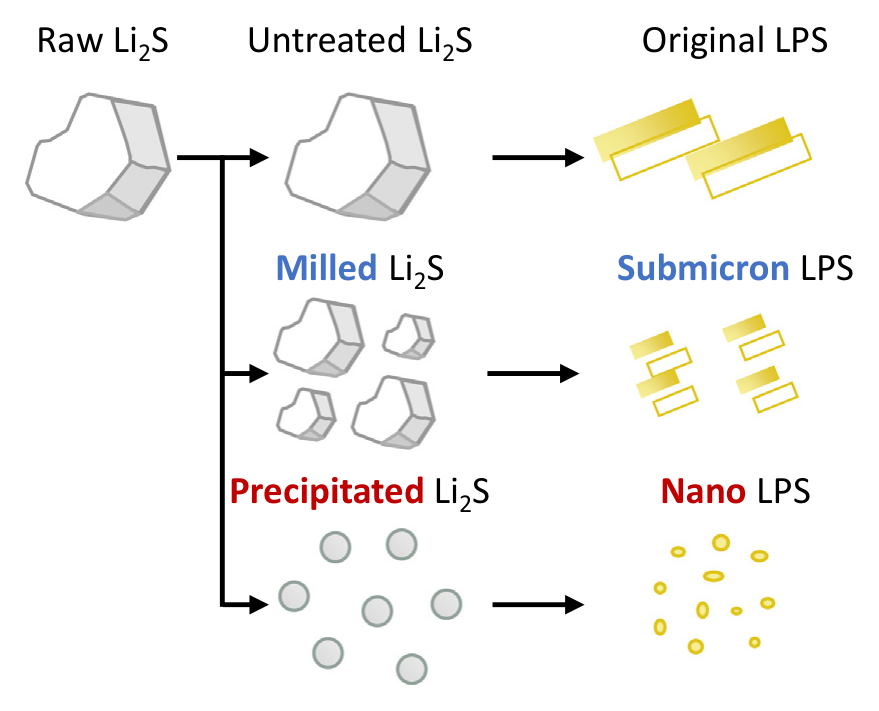 Raw Li₂S
Untreated Li₂S
Original LPS
Milled Li₂S
Submicron LPS
Precipitated Li₂S
Nano LPS